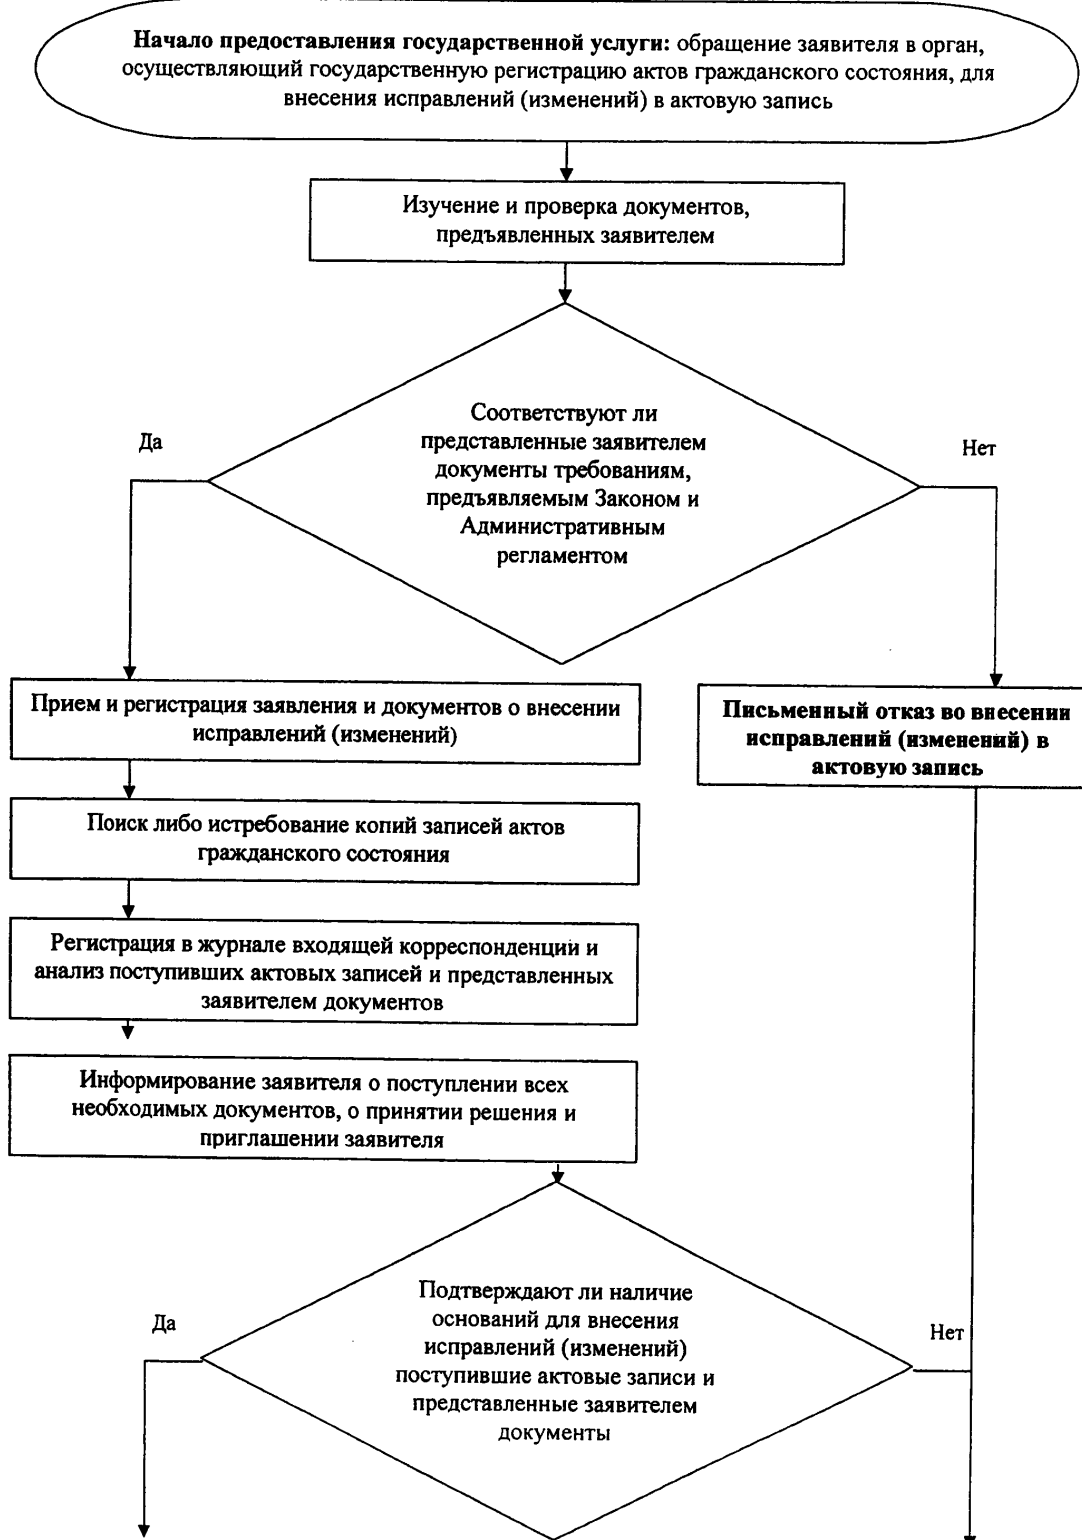 Начало предоставления государственной услуги: обращение заявителя в орган,
осуществляющий государственную регистрацию актов гражданского состояния, для
внесения исправлений (изменений) в актовую запись
Изучение и проверка документов,
предъявленных заявителем
Соответствуют ли
представленные заявителем
документы требованиям,
предъявляемым Законом и
Административным
регламентом
Да
Нет
Прием и регистрация заявления и документов о внесении
исправлений (изменений)
Письменный отказ во внесении
исправлений (изменений) в
актовую запись
Поиск либо истребование копий записей актов
гражданского состояния
Регистрация в журнале входящей корреспонденции и
анализ поступивших актовых записей и представленных
заявителем документов
Информирование заявителя о поступлении всех
необходимых документов, о принятии решения и
приглашении заявителя
Подтверждают ли наличие
оснований для внесения
исправлений (изменений)
поступившие актовые записи и
представленные заявителем
документы
Да
Нет